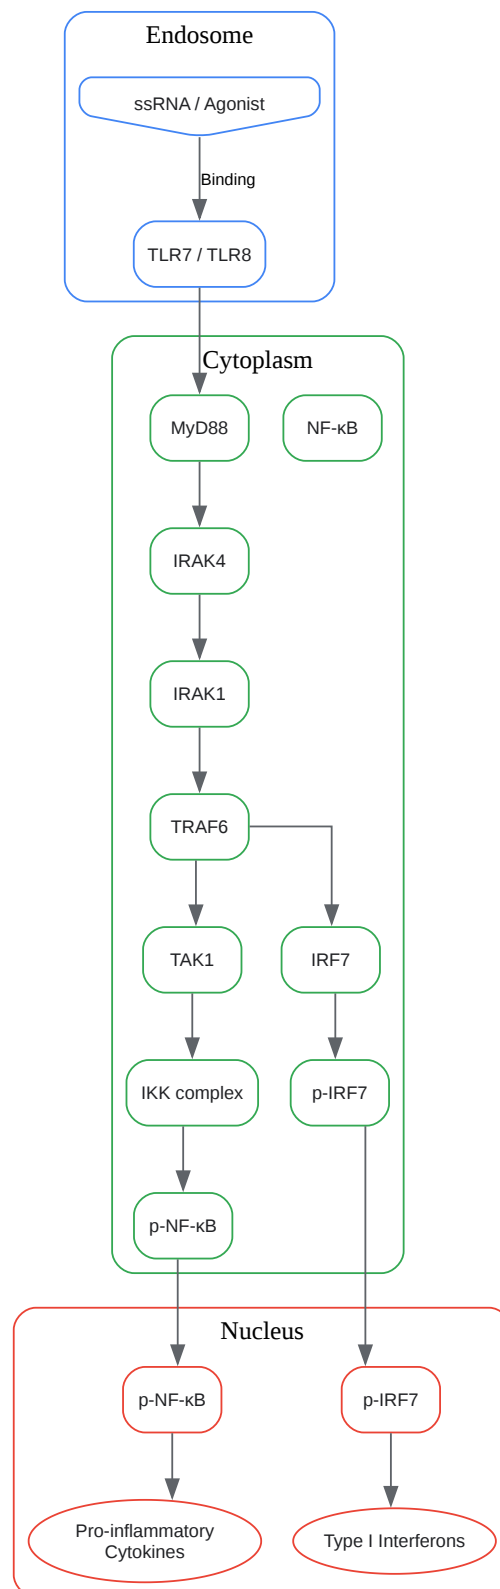 Endosome
ssRNA / Agonist
Binding
TLR7 / TLR8
Cytoplasm
MyD88
NF-κB
IRAK4
IRAK1
TRAF6
TAK1
IRF7
IKK complex
p-IRF7
p-NF-κB
Nucleus
p-NF-κB
p-IRF7
Pro-inflammatory
Cytokines
Type I Interferons